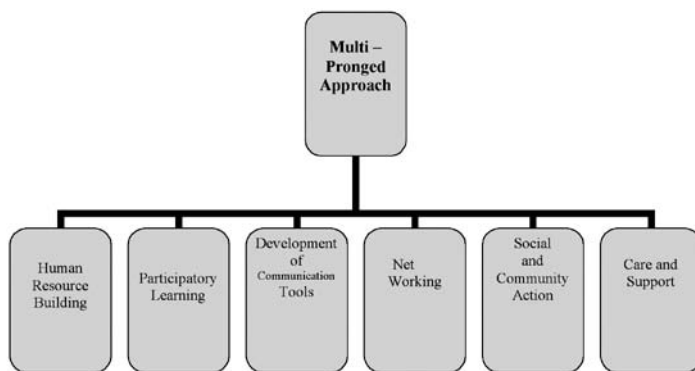 Multi –
Pronged
Approach
Human
Resource
Building
Participatory
Learning
Development
of
Communication
Tools
Net
Working
Social
and
Community
Action
Care and
Support